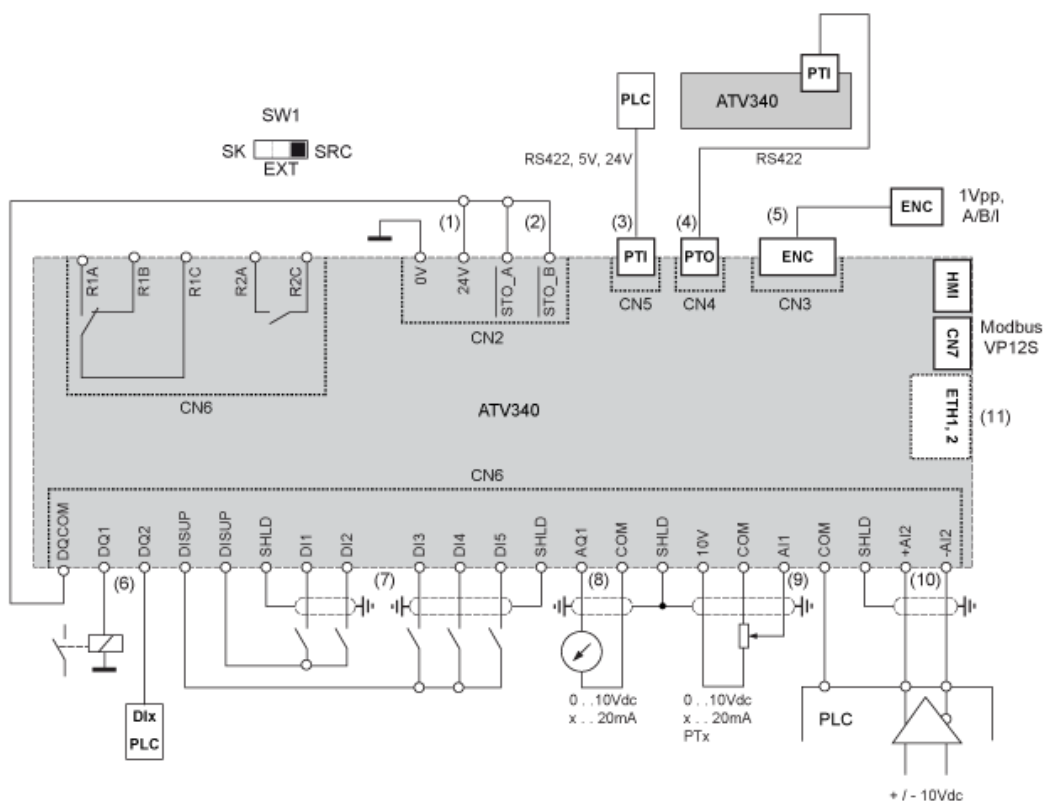 SW1
SK SRC
EXT
PLC
PTI
ATV340
RS422, 5V, 24V
RS422
(1)
(2)
(3)
(4)
(5)
ENC
1Vpp,
A/B/I
R1A
R1B
R1C
R2A
R2C
CN6
0V
24V
STO_A
STO_B
CN2
PTI
CN5
PTO
CN4
ENC
CN3
HMI
CN7
Modbus
VP12S
ETH1, 2
(11)
ATV340
CN6
DQCOM
DQ1
DQ2
DISUP
DISUP
SHLD
DI1
DI2
DI3
DI4
DI5
SHLD
AQ1
COM
SHLD
10V
COM
AI1
COM
SHLD
+AI2
-AI2
(6)
(7)
(8)
(9)
(10)
DIx
PLC
0 . .10Vdc
x . . 20mA
0 . .10Vdc
x . . 20mA
PTx
PLC
+ / - 10Vdc